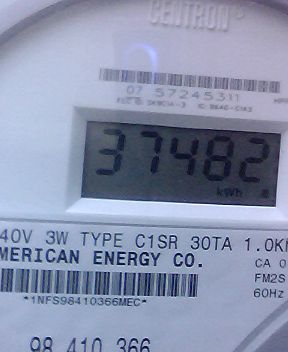 CENTRON
07 57245311
37482
kWh
40V 3W TYPE C1SR 30TA 1.0K
MERICAN ENERGY CO.
CA 0
FM2S
*1NFS98410366MEC*
60Hz
98 410 366